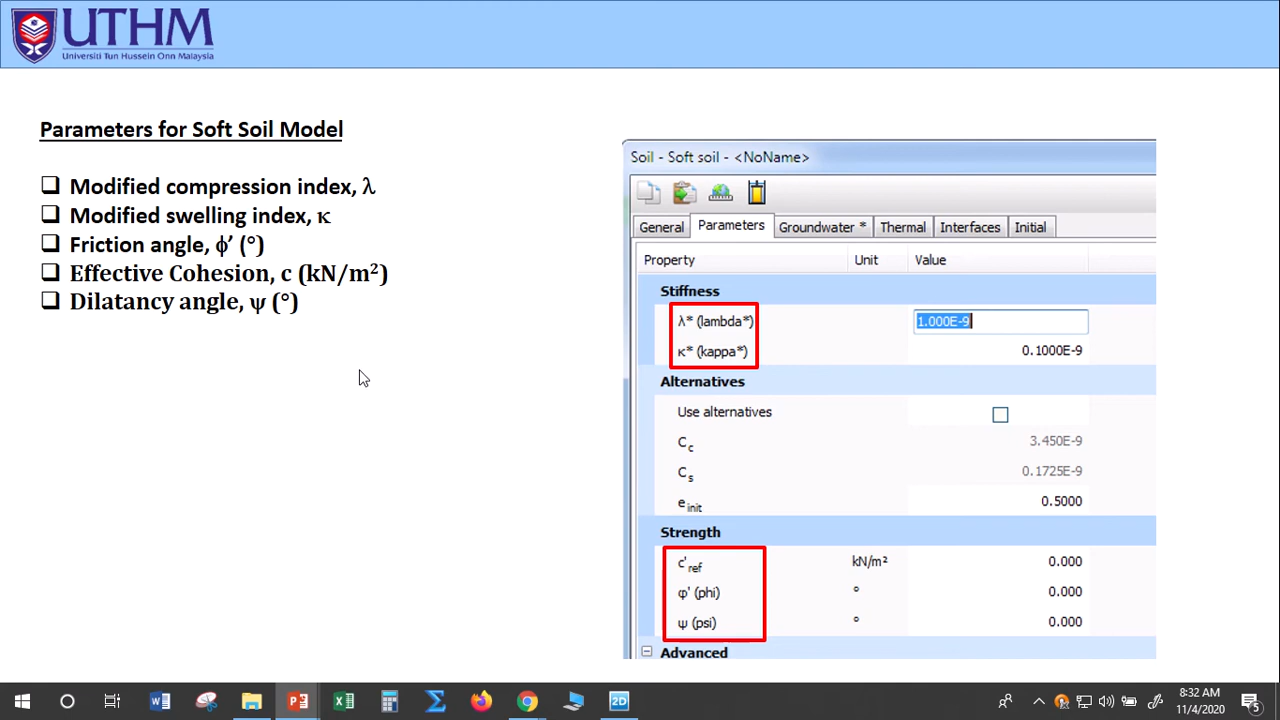 UTHM
Universiti Tun Hussein Onn Malaysia
Parameters for Soft Soil Model
❑ Modified compression index, λ
❑ Modified swelling index, κ
❑ Friction angle, ϕ’ (°)
❑ Effective Cohesion, c (kN/m²)
❑ Dilatancy angle, ψ (°)
Soil - Soft soil - <NoName>
General Parameters Groundwater * Thermal Interfaces Initial
Property Unit Value
Stiffness
λ* (lambda*) 1.000E-9
κ* (kappa*) 0.1000E-9
Alternatives
Use alternatives
Cc 3.450E-9
Cs 0.1725E-9
einit 0.5000
Strength
c'ref kN/m² 0.000
φ' (phi) ° 0.000
ψ (psi) ° 0.000
Advanced
2D
8:32 AM
11/4/2020
5